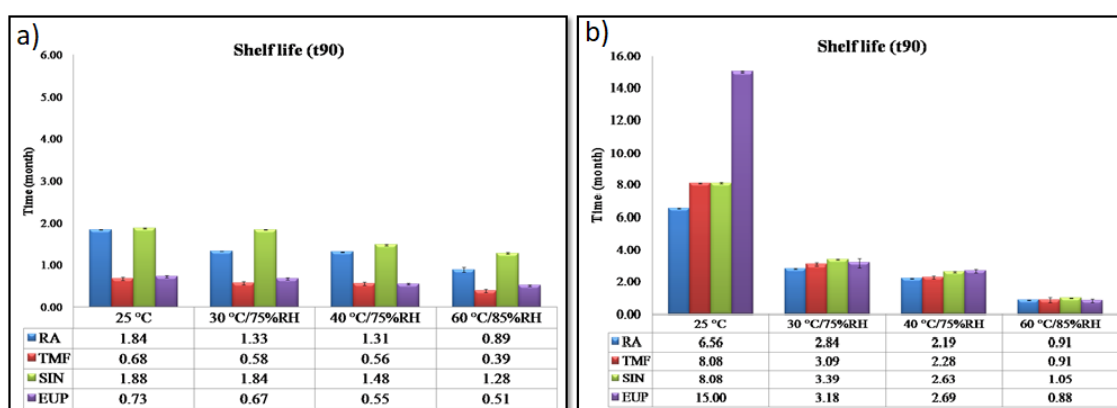 a)
Shelf life (t90)
6.00
5.00
4.00
3.00
2.00
1.00
0.00
Time (month)
25 °C 30 °C/75%RH 40 °C/75%RH 60 °C/85%RH
RA 1.84 1.33 1.31 0.89
TMF 0.68 0.58 0.56 0.39
SIN 1.88 1.84 1.48 1.28
EUP 0.73 0.67 0.55 0.51
b)
Shelf life (t90)
16.00
14.00
12.00
10.00
8.00
6.00
4.00
2.00
0.00
Time (month)
25 °C 30 °C/75%RH 40 °C/75%RH 60 °C/85%RH
RA 6.56 2.84 2.19 0.91
TMF 8.08 3.09 2.28 0.91
SIN 8.08 3.39 2.63 1.05
EUP 15.00 3.18 2.69 0.88